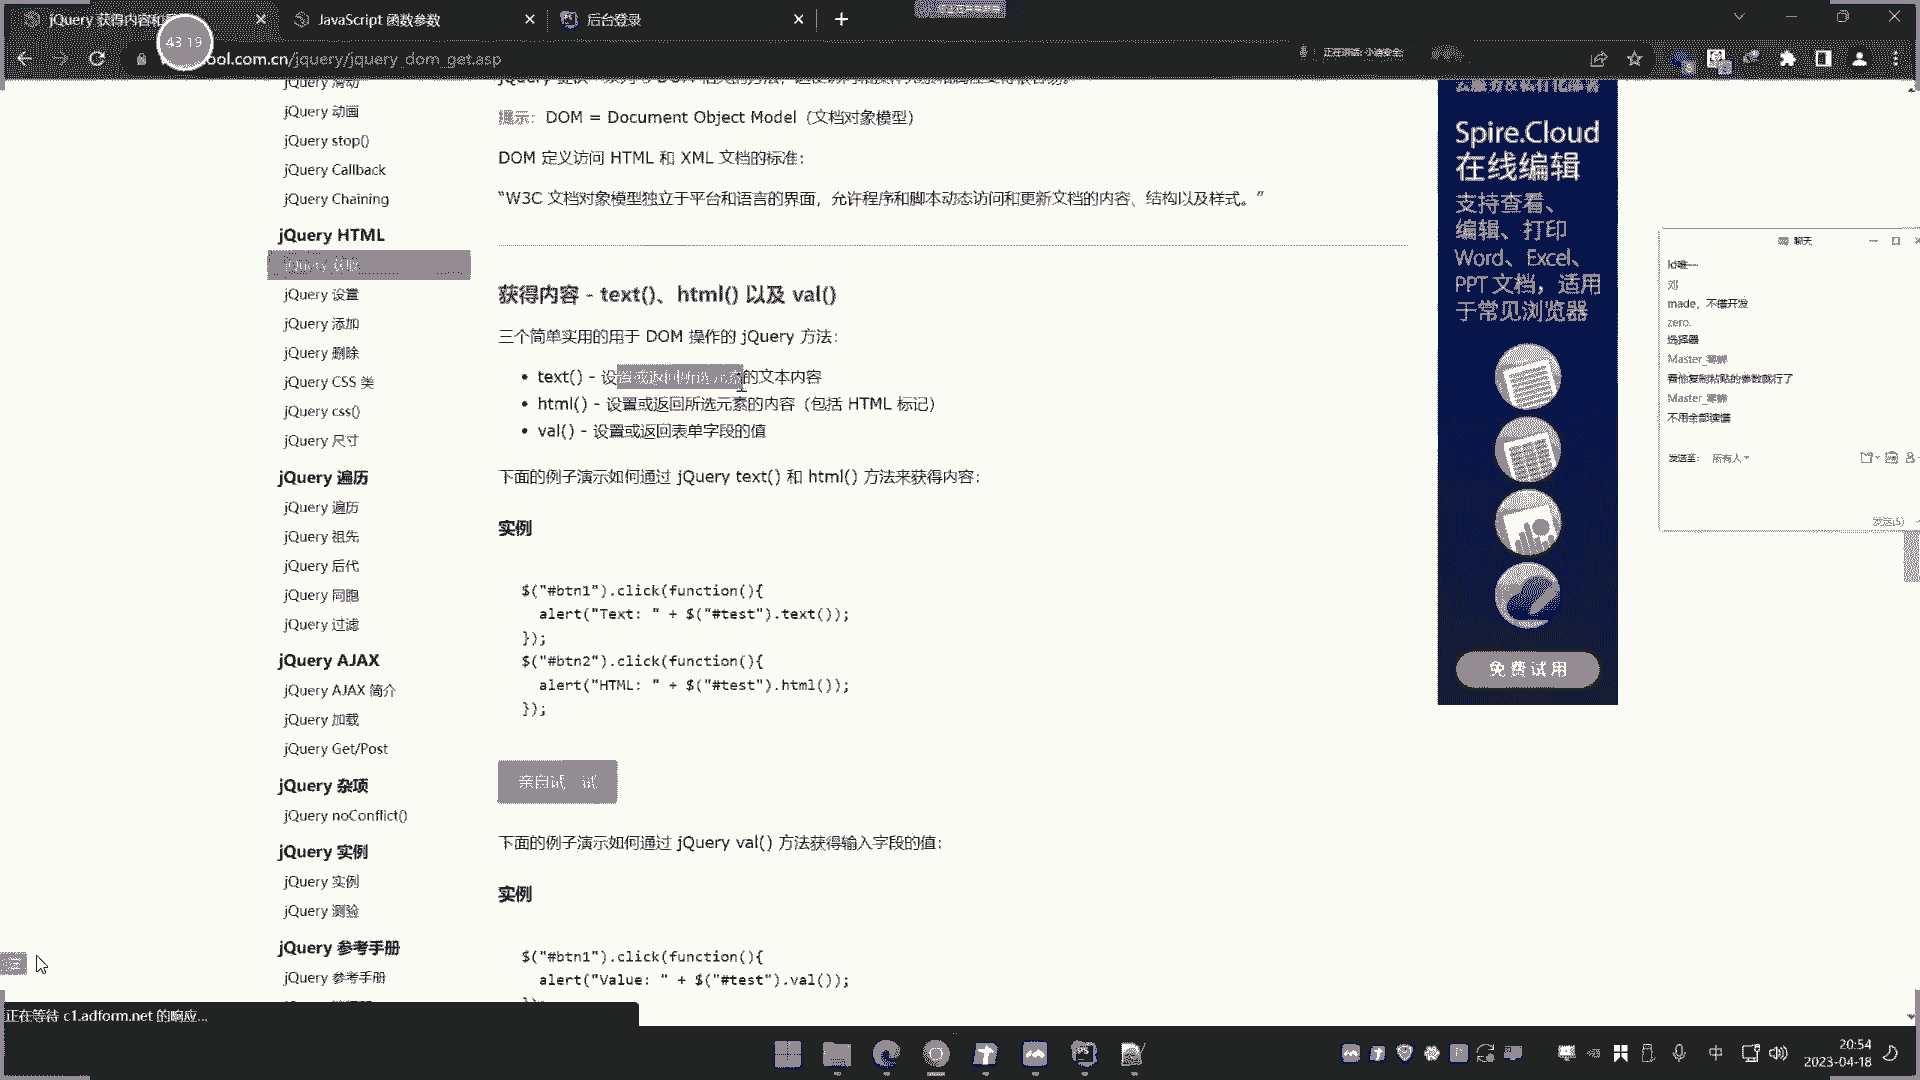 jQuery 获得内容和
JavaScript 函数参数
后台登录
43 19
ool.com.cn/jquery/jquery_dom_get.asp
正在讲话: 小迪安全;
jQuery 滑动
jQuery 动画
jQuery stop()
jQuery Callback
jQuery Chaining
jQuery HTML
jQuery 获取
jQuery 设置
jQuery 添加
jQuery 删除
jQuery CSS 类
jQuery css()
jQuery 尺寸
jQuery 遍历
jQuery 遍历
jQuery 祖先
jQuery 后代
jQuery 同胞
jQuery 过滤
jQuery AJAX
jQuery AJAX 简介
jQuery 加载
jQuery Get/Post
jQuery 杂项
jQuery noConflict()
jQuery 实例
jQuery 实例
jQuery 测验
jQuery 参考手册
jQuery 参考手册
提示：DOM = Document Object Model（文档对象模型）
DOM 定义访问 HTML 和 XML 文档的标准：
“W3C 文档对象模型独立于平台和语言的界面，允许程序和脚本动态访问和更新文档的内容、结构以及样式。”
获得内容 - text()、html() 以及 val()
三个简单实用的用于 DOM 操作的 jQuery 方法：
• text() - 设置或返回所选元素的文本内容
• html() - 设置或返回所选元素的内容（包括 HTML 标记）
• val() - 设置或返回表单字段的值
下面的例子演示如何通过 jQuery text() 和 html() 方法来获得内容：
实例
$("#btn1").click(function(){
alert("Text: " + $("#test").text());
});
$("#btn2").click(function(){
alert("HTML: " + $("#test").html());
});
亲自试一试
下面的例子演示如何通过 jQuery val() 方法获得输入字段的值：
实例
$("#btn1").click(function(){
alert("Value: " + $("#test").val());
云服务及私有化部署
Spire.Cloud
在线编辑
支持查看、
编辑、打印
Word、Excel、
PPT 文档，适用
于常见浏览器
免费试用
聊天
邓
made，不懂开发
zero.
选择器
看他复制粘贴的参数就行了
不用全部读懂
发送至: 所有人
发送(S)
正在等待 c1.adform.net 的响应...
中
20:54
2023-04-18